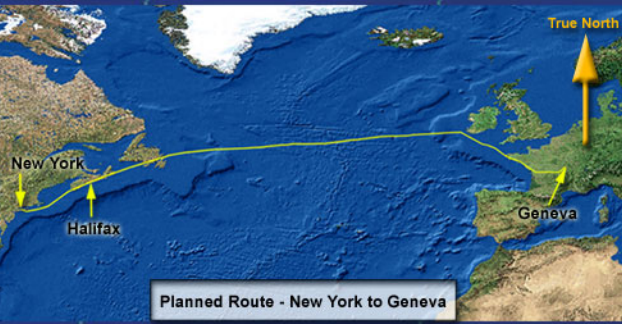 True North
New York
Halifax
Geneva
Planned Route - New York to Geneva